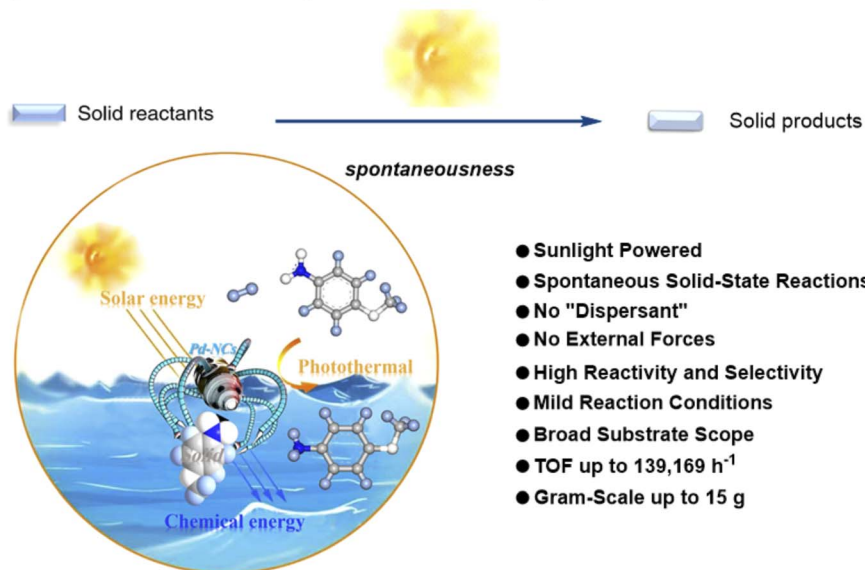 Solid reactants
Solid products
spontaneousness
Solar energy
Pd-NCs
Photothermal
Solid
Chemical energy
● Sunlight Powered
● Spontaneous Solid-State Reactions
● No "Dispersant"
● No External Forces
● High Reactivity and Selectivity
● Mild Reaction Conditions
● Broad Substrate Scope
● TOF up to 139,169 h⁻¹
● Gram-Scale up to 15 g